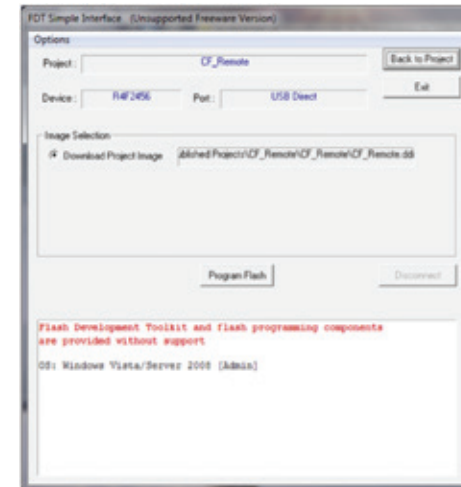 FDT Simple Interface (Unsupported Freeware Version)
Options
Project : CF_Remote Back to Project
Exit
Device : R4F2456 Port : USB Direct
Image Selection
Download Project Image ublished Projects\CF_Remote\CF_Remote\CF_Remote.ddi
Program Flash Disconnect
Flash Development Toolkit and flash programming components
are provided without support
OS: Windows Vista/Server 2008 [Admin]